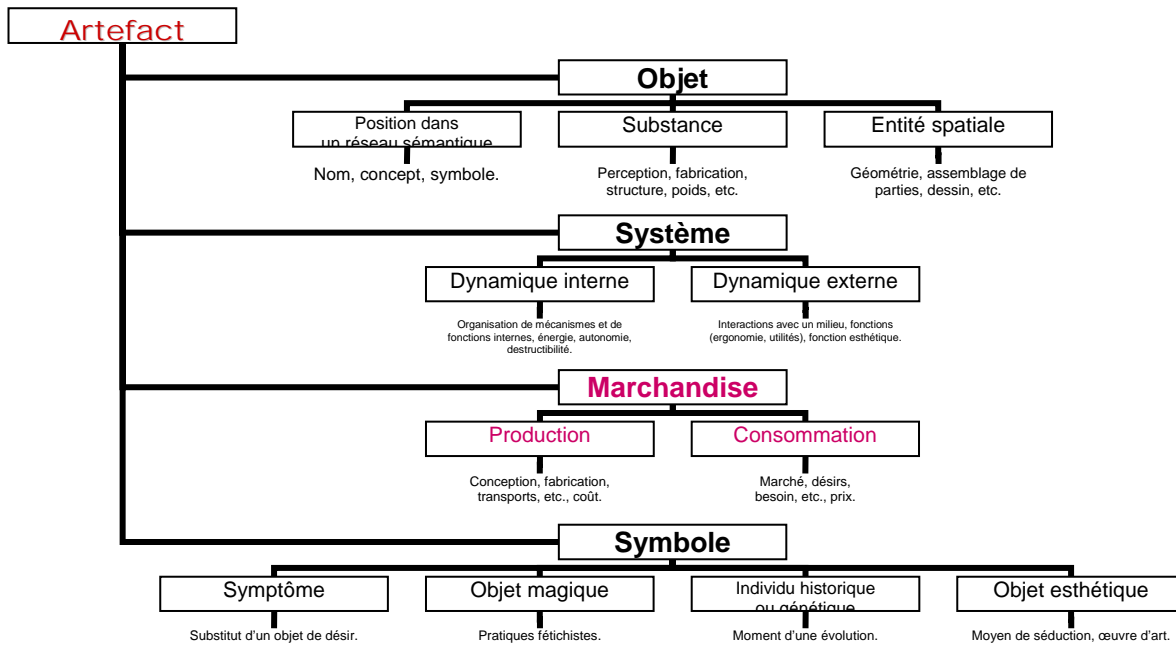 Artefact
Objet
Position dans
un réseau sémantique
Substance
Entité spatiale
Nom, concept, symbole.
Perception, fabrication,
structure, poids, etc.
Géométrie, assemblage de
parties, dessin, etc.
Système
Dynamique interne
Dynamique externe
Organisation de mécanismes et de
fonctions internes, énergie, autonomie,
destructibilité.
Interactions avec un milieu, fonctions
(ergonomie, utilités), fonction esthétique.
Marchandise
Production
Consommation
Conception, fabrication,
transports, etc., coût.
Marché, désirs,
besoin, etc., prix.
Symbole
Symptôme
Objet magique
Individu historique
ou génétique
Objet esthétique
Substitut d'un objet de désir.
Pratiques fétichistes.
Moment d'une évolution.
Moyen de séduction, œuvre d'art.